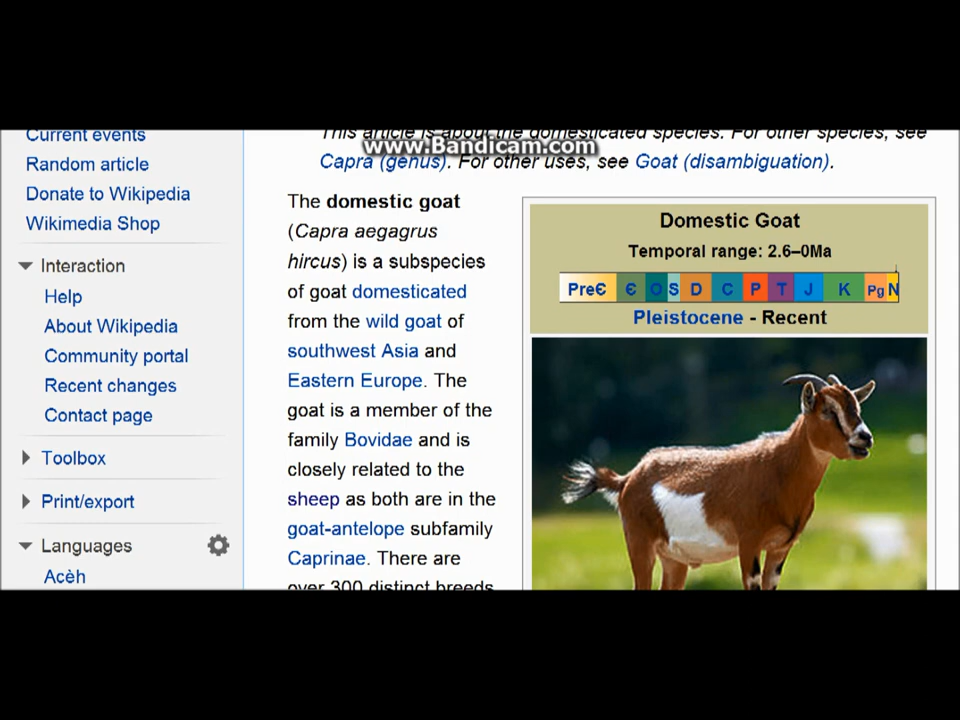 Current events
Random article
Donate to Wikipedia
Wikimedia Shop
Interaction
Help
About Wikipedia
Community portal
Recent changes
Contact page
Toolbox
Print/export
Languages
Acèh
www.Bandicam.com
This article is about the domesticated species. For other species, see
Capra (genus). For other uses, see Goat (disambiguation).
The domestic goat
(Capra aegagrus
hircus) is a subspecies
of goat domesticated
from the wild goat of
southwest Asia and
Eastern Europe. The
goat is a member of the
family Bovidae and is
closely related to the
sheep as both are in the
goat-antelope subfamily
Caprinae. There are
over 300 distinct breeds
Domestic Goat
Temporal range: 2.6–0Ma
PreЄ Є O S D C P T J K Pg N
Pleistocene - Recent